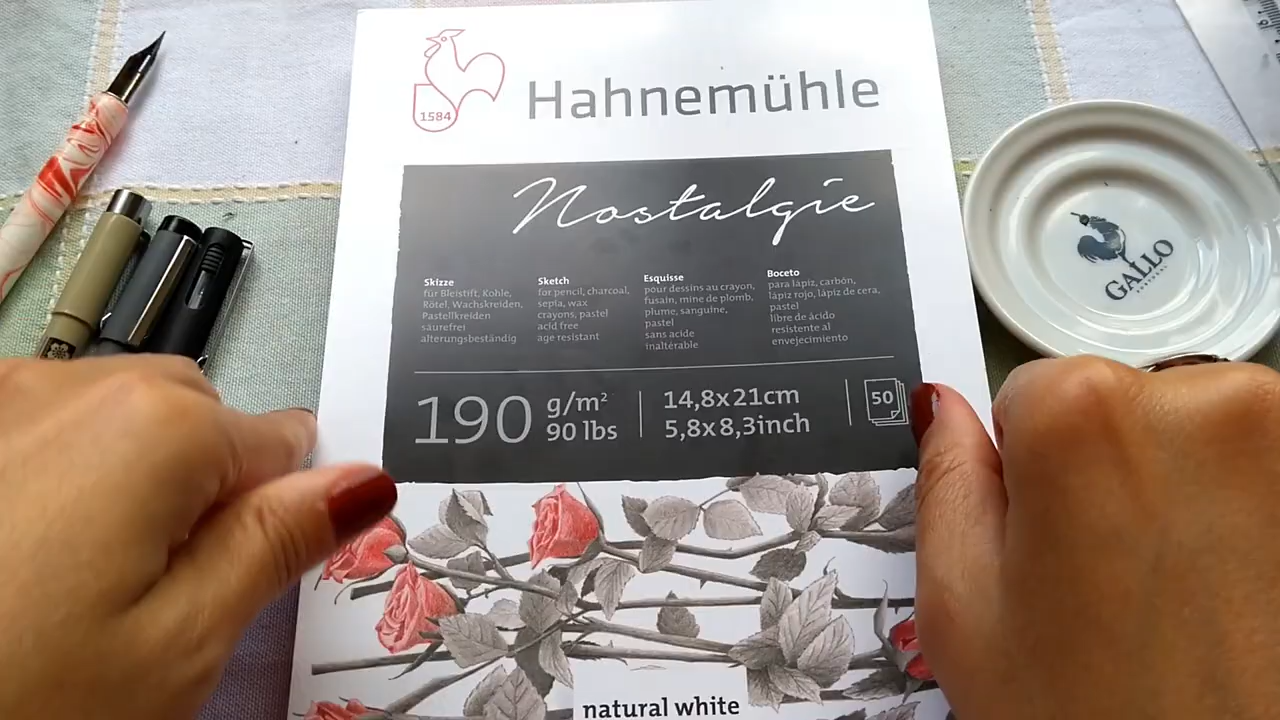 1584
Hahnemühle
Nostalgie
Skizze
für Bleistift, Kohle,
Rötel, Wachskreiden,
Pastellkreiden
säurefrei
alterungsbeständig
Sketch
for pencil, charcoal,
sepia, wax
crayons, pastel
acid free
age resistant
Esquisse
pour dessins au crayon,
fusain, mine de plomb,
plume, sanguine,
pastel
sans acide
inaltérable
Boceto
para lápiz, carbón,
lápiz rojo, lápiz de cera,
pastel
libre de ácido
resistente al
envejecimiento
190
g/m²
90 lbs
14,8x21cm
5,8x8,3inch
50
natural white
GALLO